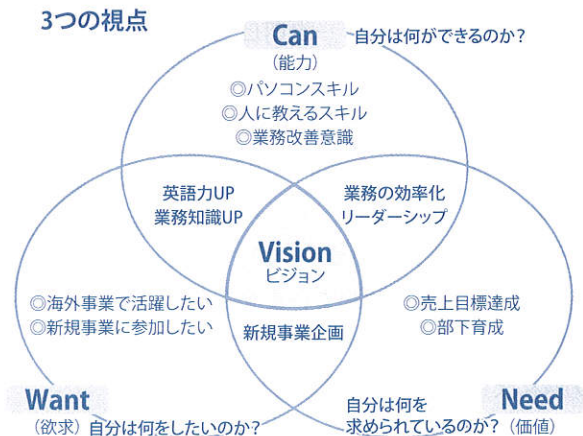 3つの視点
Can
自分は何ができるのか?
(能力)
◎パソコンスキル
◎人に教えるスキル
◎業務改善意識
英語力UP
業務知識UP
業務の効率化
リーダーシップ
Vision
ビジョン
◎海外事業で活躍したい
◎新規事業に参加したい
新規事業企画
◎売上目標達成
◎部下育成
Want
(欲求)
自分は何をしたいのか?
自分は何を
求められているのか?
Need
(価値)